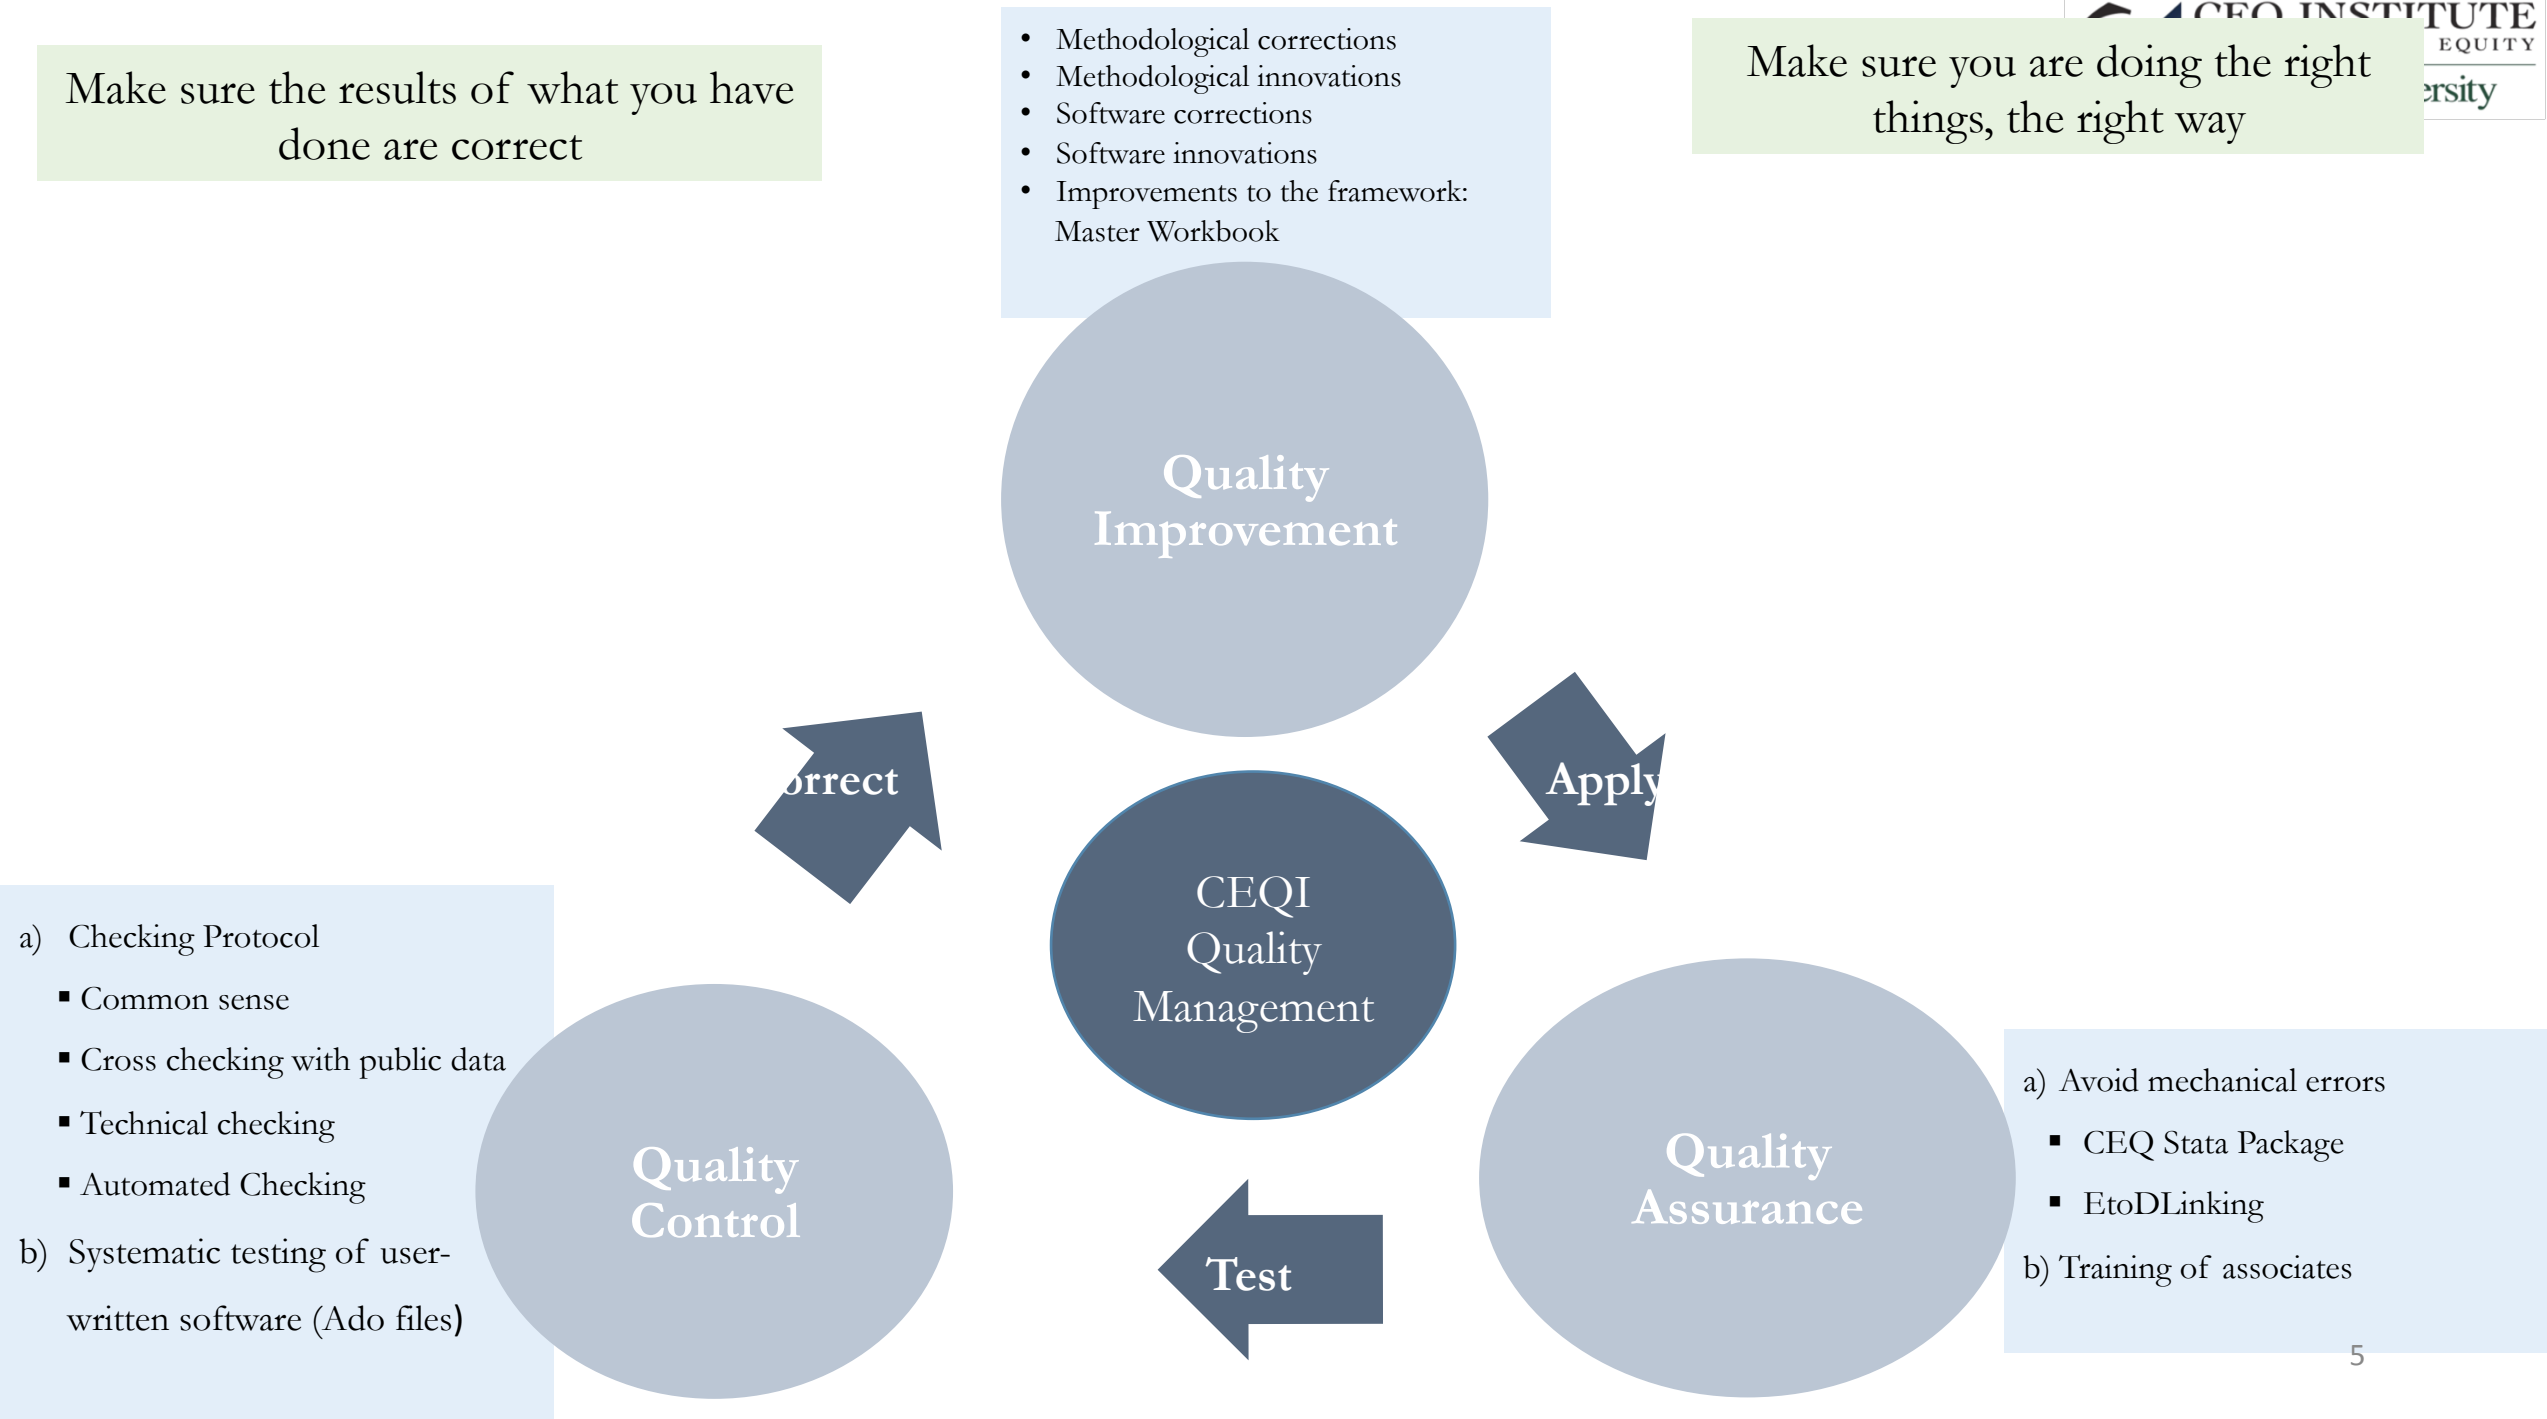 Make sure the results of what you have
done are correct
• Methodological corrections
• Methodological innovations
• Software corrections
• Software innovations
• Improvements to the framework:
Master Workbook
INSTITUTE
EQUITY
Make sure you are doing the right
things, the right way
ersity
Quality
Improvement
orrect
Apply
CEQI
Quality
Management
a) Checking Protocol
▪ Common sense
▪ Cross checking with public data
▪ Technical checking
▪ Automated Checking
b) Systematic testing of user-
written software (Ado files)
Quality
Control
Test
Quality
Assurance
a) Avoid mechanical errors
▪ CEQ Stata Package
▪ EtoDLinking
b) Training of associates
5